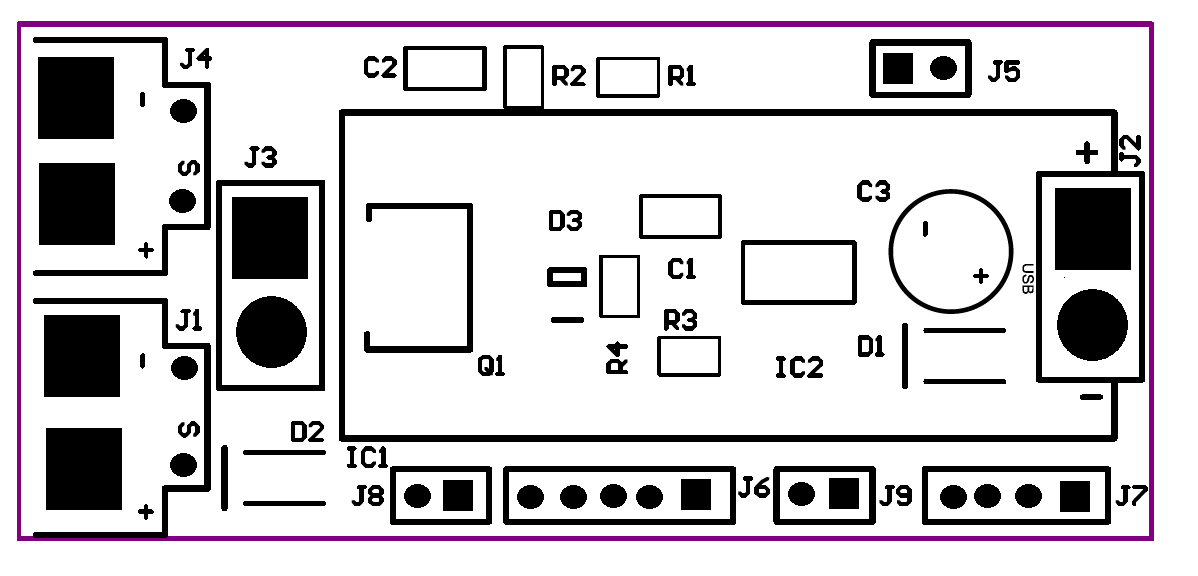 J4
C2
R2
R1
J5
-
S
+
J3
+
J2
D3
C3
-
+
USB
C1
J1
R3
R4
Q1
IC2
D1
-
-
S
+
D2
IC1
J8
J6
J9
J7